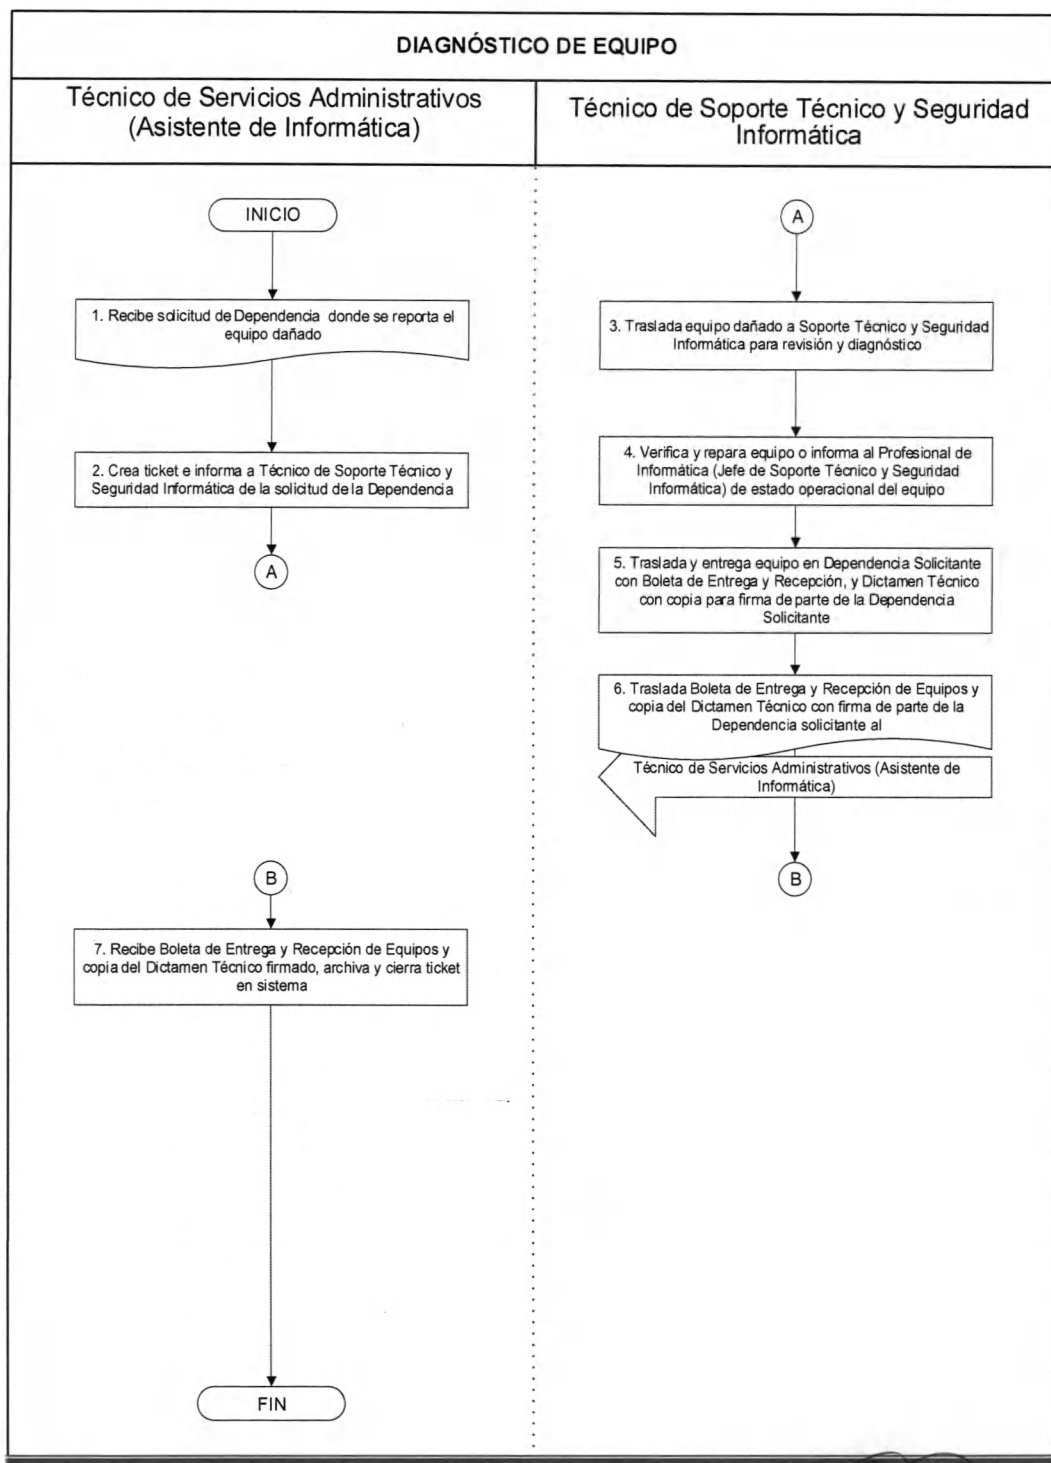 DIAGNÓSTICO DE EQUIPO
Técnico de Servicios Administrativos
(Asistente de Informática)
Técnico de Soporte Técnico y Seguridad
Informática
INICIO
1. Recibe solicitud de Dependencia donde se reporta el
equipo dañado
2. Crea ticket e informa a Técnico de Soporte Técnico y
Seguridad Informática de la solicitud de la Dependencia
A
A
3. Traslada equipo dañado a Soporte Técnico y Seguridad
Informática para revisión y diagnóstico
4. Verifica y repara equipo o informa al Profesional de
Informática (Jefe de Soporte Técnico y Seguridad
Informática) de estado operacional del equipo
5. Traslada y entrega equipo en Dependencia Solicitante
con Boleta de Entrega y Recepción, y Dictamen Técnico
con copia para firma de parte de la Dependencia
Solicitante
6. Traslada Boleta de Entrega y Recepción de Equipos y
copia del Dictamen Técnico con firma de parte de la
Dependencia solicitante al
Técnico de Servicios Administrativos (Asistente de
Informática)
B
B
7. Recibe Boleta de Entrega y Recepción de Equipos y
copia del Dictamen Técnico firmado, archiva y cierra ticket
en sistema
FIN